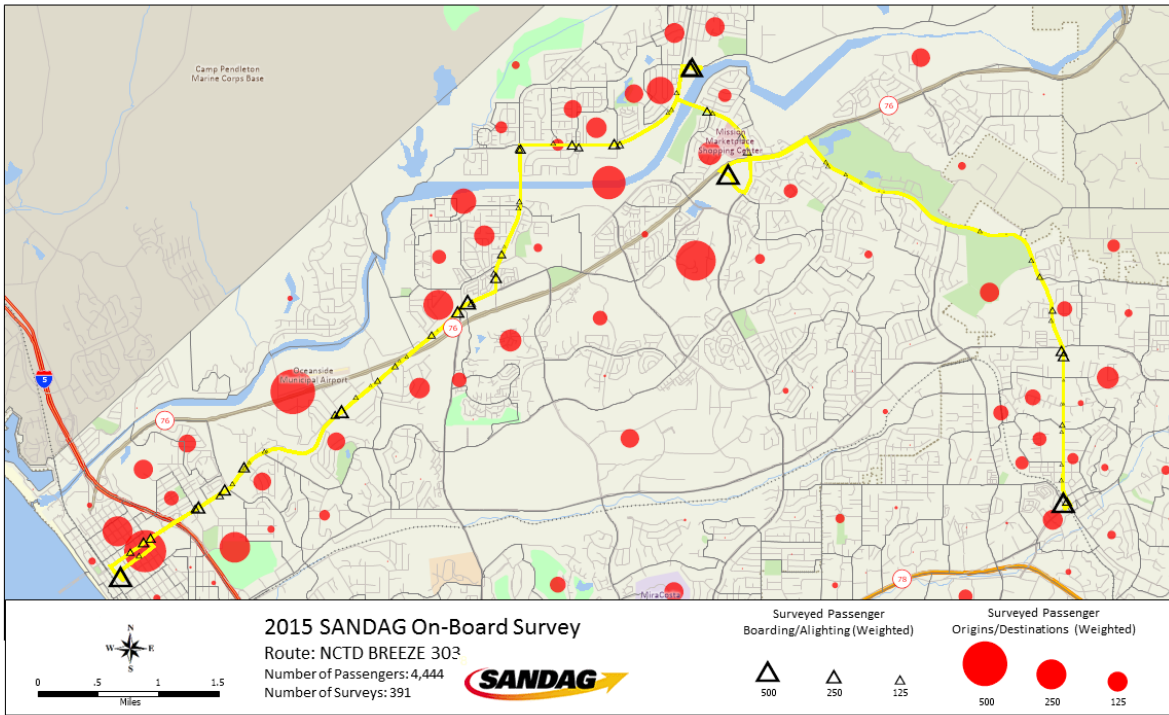 Camp Pendleton
Marine Corps Base
76
Mission
Marketplace
Shopping Center
76
Oceanside
Municipal Airport
5
76
78
MiraCosta
N
W E
S
0 .5 1 1.5
Miles
2015 SANDAG On-Board Survey
Route: NCTD BREEZE 303
Number of Passengers: 4,444
Number of Surveys: 391
SANDAG
Surveyed Passenger
Boarding/Alighting (Weighted)
500 250 125
Surveyed Passenger
Origins/Destinations (Weighted)
500 250 125